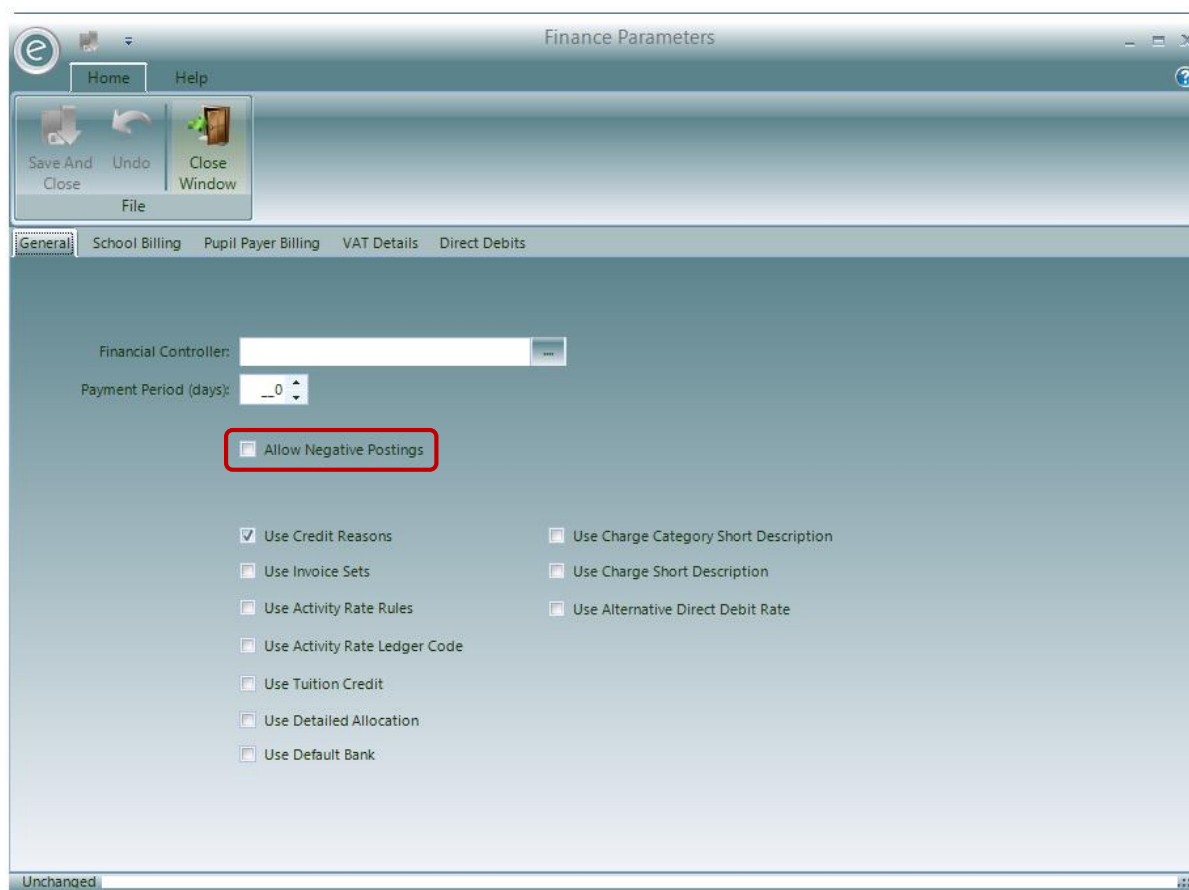 Finance Parameters
e
Home Help
Save And Close
Undo
Close Window
File
General School Billing Pupil Payer Billing VAT Details Direct Debits
Financial Controller:
Payment Period (days): __0
Allow Negative Postings
Use Credit Reasons
Use Charge Category Short Description
Use Invoice Sets
Use Charge Short Description
Use Activity Rate Rules
Use Alternative Direct Debit Rate
Use Activity Rate Ledger Code
Use Tuition Credit
Use Detailed Allocation
Use Default Bank
Unchanged